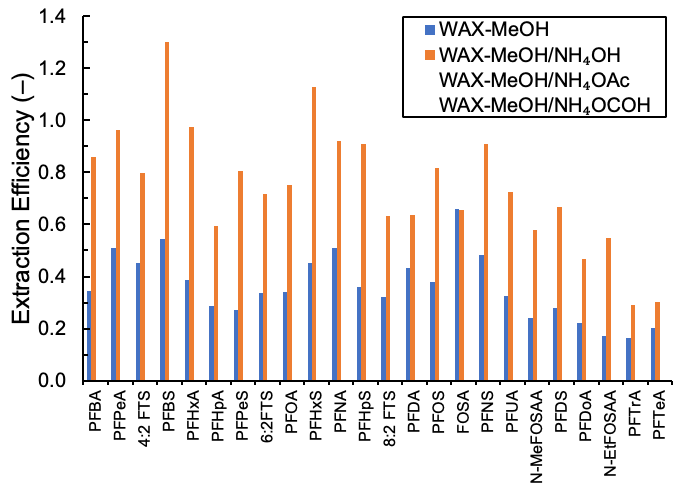 Extraction Efficiency (–)
1.4
1.2
1.0
0.8
0.6
0.4
0.2
0.0
WAX-MeOH
WAX-MeOH/NH₄OH
WAX-MeOH/NH₄OAc
WAX-MeOH/NH₄OCOH
PFBA
PFPeA
4:2 FTS
PFBS
PFHxA
PFHpA
PFPeS
6:2FTS
PFOA
PFHxS
PFNA
PFHpS
8:2 FTS
PFDA
PFOS
FOSA
PFNS
PFUA
N-MeFOSAA
PFDS
PFDoA
N-EtFOSAA
PFTrA
PFTeA